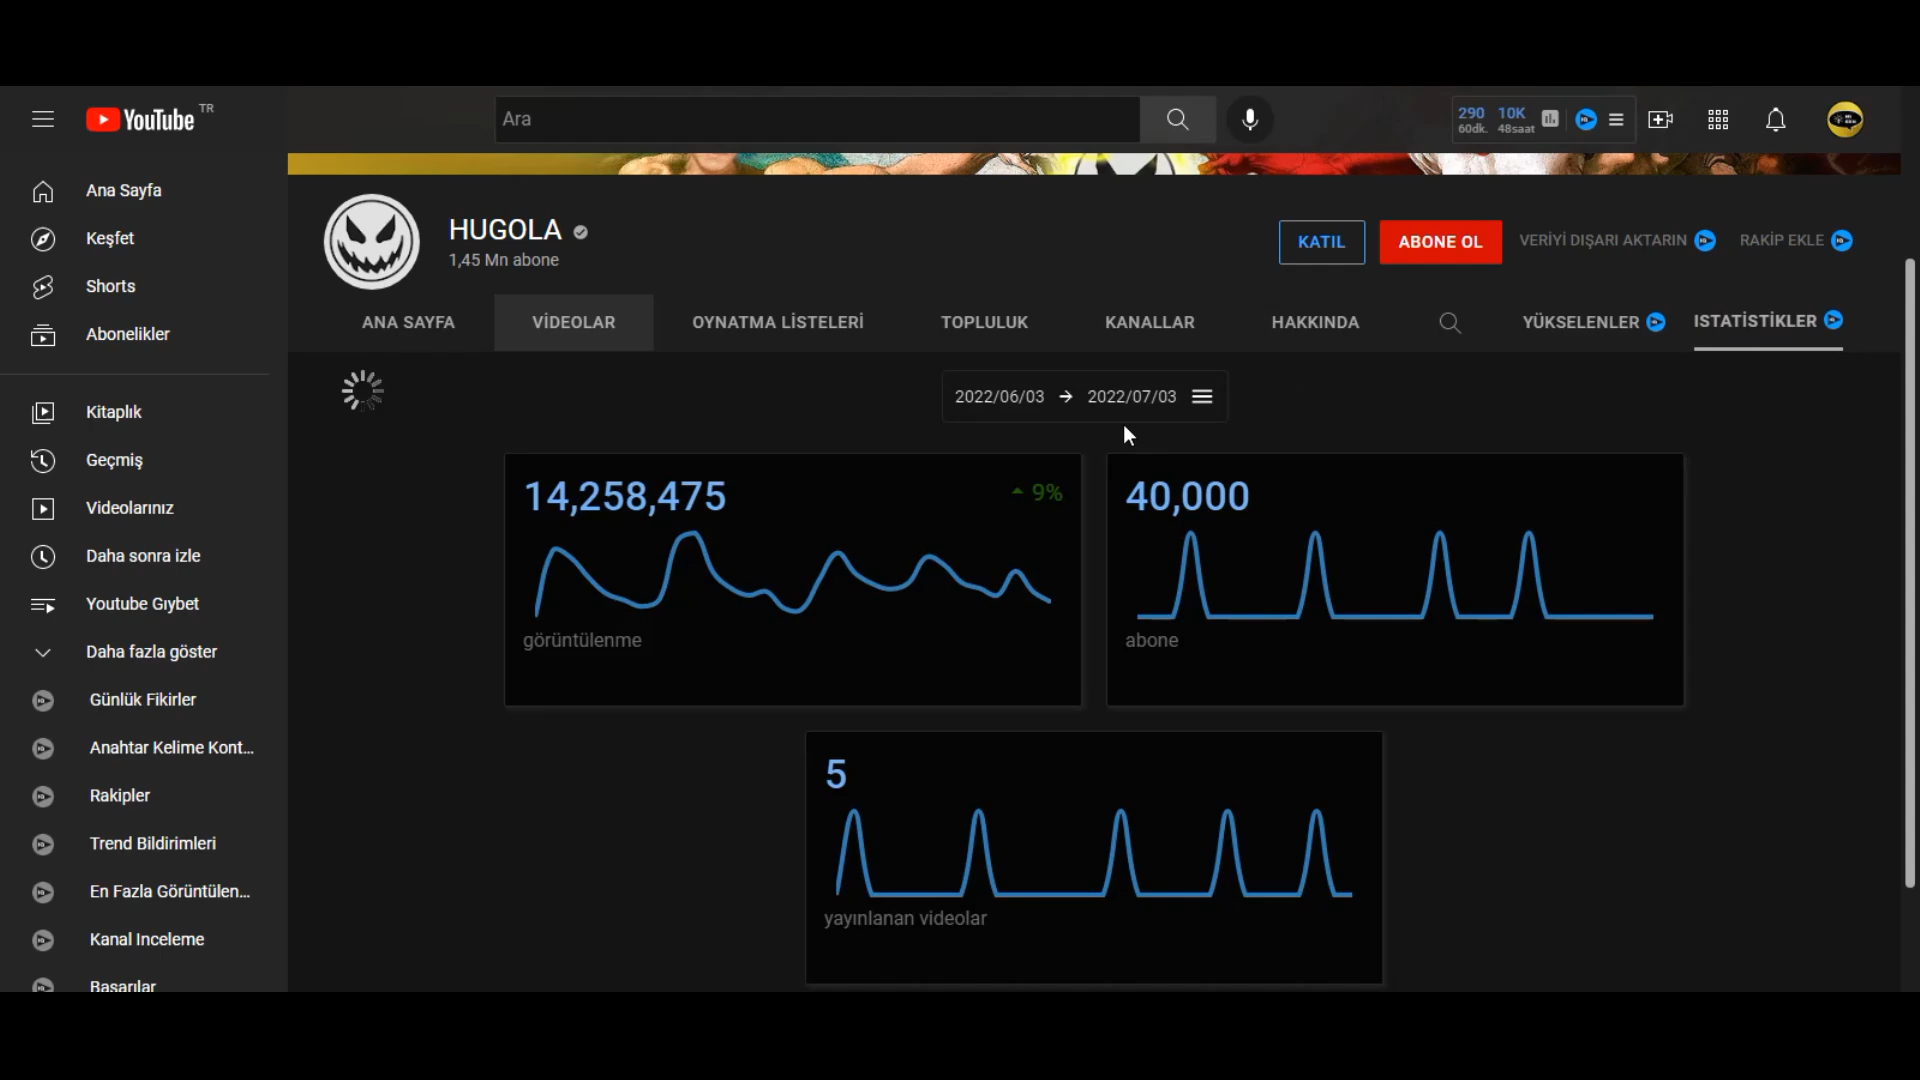 YouTube TR
Ara
290 10K
60dk. 48saat
Ana Sayfa
Keşfet
Shorts
Abonelikler
Kitaplık
Geçmiş
Videolarınız
Daha sonra izle
Youtube Gıybet
Daha fazla göster
Günlük Fikirler
Anahtar Kelime Kont...
Rakipler
Trend Bildirimleri
En Fazla Görüntülen...
Kanal Inceleme
Başarılar
HUGOLA
1,45 Mn abone
KATIL
ABONE OL
VERİYİ DIŞARI AKTARIN
RAKİP EKLE
ANA SAYFA
VİDEOLAR
OYNATMA LİSTELERİ
TOPLULUK
KANALLAR
HAKKINDA
YÜKSELENLER
ISTATİSTİKLER
2022/06/03 → 2022/07/03
14,258,475
9%
görüntülenme
40,000
abone
5
yayınlanan videolar